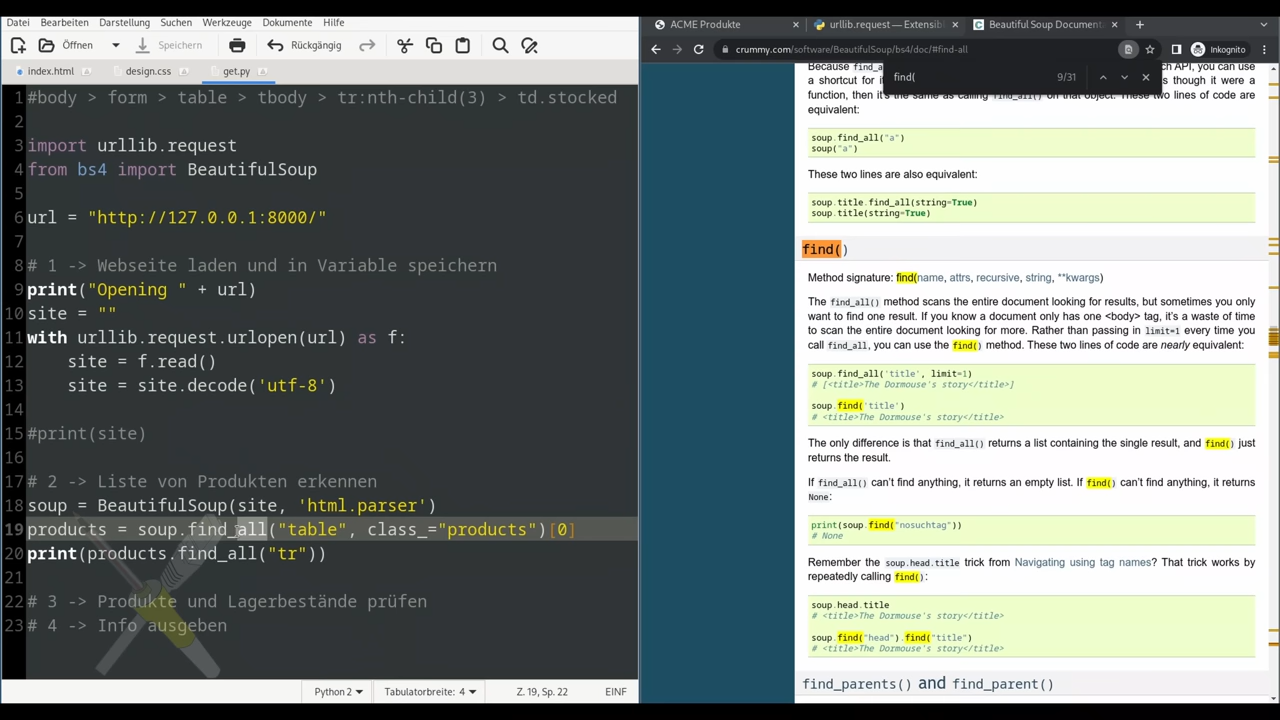 Datei Bearbeiten Darstellung Suchen Werkzeuge Dokumente Hilfe
Öffnen Speichern Rückgängig
index.html design.css get.py
1 #body > form > table > tbody > tr:nth-child(3) > td.stocked
2
3 import urllib.request
4 from bs4 import BeautifulSoup
5
6 url = "http://127.0.0.1:8000/"
7
8 # 1 -> Webseite laden und in Variable speichern
9 print("Opening " + url)
10 site = ""
11 with urllib.request.urlopen(url) as f:
12 site = f.read()
13 site = site.decode('utf-8')
14
15 #print(site)
16
17 # 2 -> Liste von Produkten erkennen
18 soup = BeautifulSoup(site, 'html.parser')
19 products = soup.find_all("table", class_="products")[0]
20 print(products.find_all("tr"))
21
22 # 3 -> Produkte und Lagerbestände prüfen
23 # 4 -> Info ausgeben
Python 2 Tabulatorbreite: 4 Z. 19, Sp. 22 EINF
ACME Produkte urllib.request — Extensibl Beautiful Soup Document
crummy.com/software/BeautifulSoup/bs4/doc/#find-all Inkognito
find( 9/31
Because find_a ch API, you can use
a shortcut for i s though it were a
function, then it's the same as calling find_all() on that object. These two lines of code are
equivalent:
soup.find_all("a")
soup("a")
These two lines are also equivalent:
soup.title.find_all(string=True)
soup.title(string=True)
find()
Method signature: find(name, attrs, recursive, string, **kwargs)
The find_all() method scans the entire document looking for results, but sometimes you only
want to find one result. If you know a document only has one <body> tag, it's a waste of time
to scan the entire document looking for more. Rather than passing in limit=1 every time you
call find_all, you can use the find() method. These two lines of code are nearly equivalent:
soup.find_all('title', limit=1)
# [<title>The Dormouse's story</title>]
soup.find('title')
# <title>The Dormouse's story</title>
The only difference is that find_all() returns a list containing the single result, and find() just
returns the result.
If find_all() can't find anything, it returns an empty list. If find() can't find anything, it returns
None:
print(soup.find("nosuchtag"))
# None
Remember the soup.head.title trick from Navigating using tag names? That trick works by
repeatedly calling find():
soup.head.title
# <title>The Dormouse's story</title>
soup.find("head").find("title")
# <title>The Dormouse's story</title>
find_parents() and find_parent()